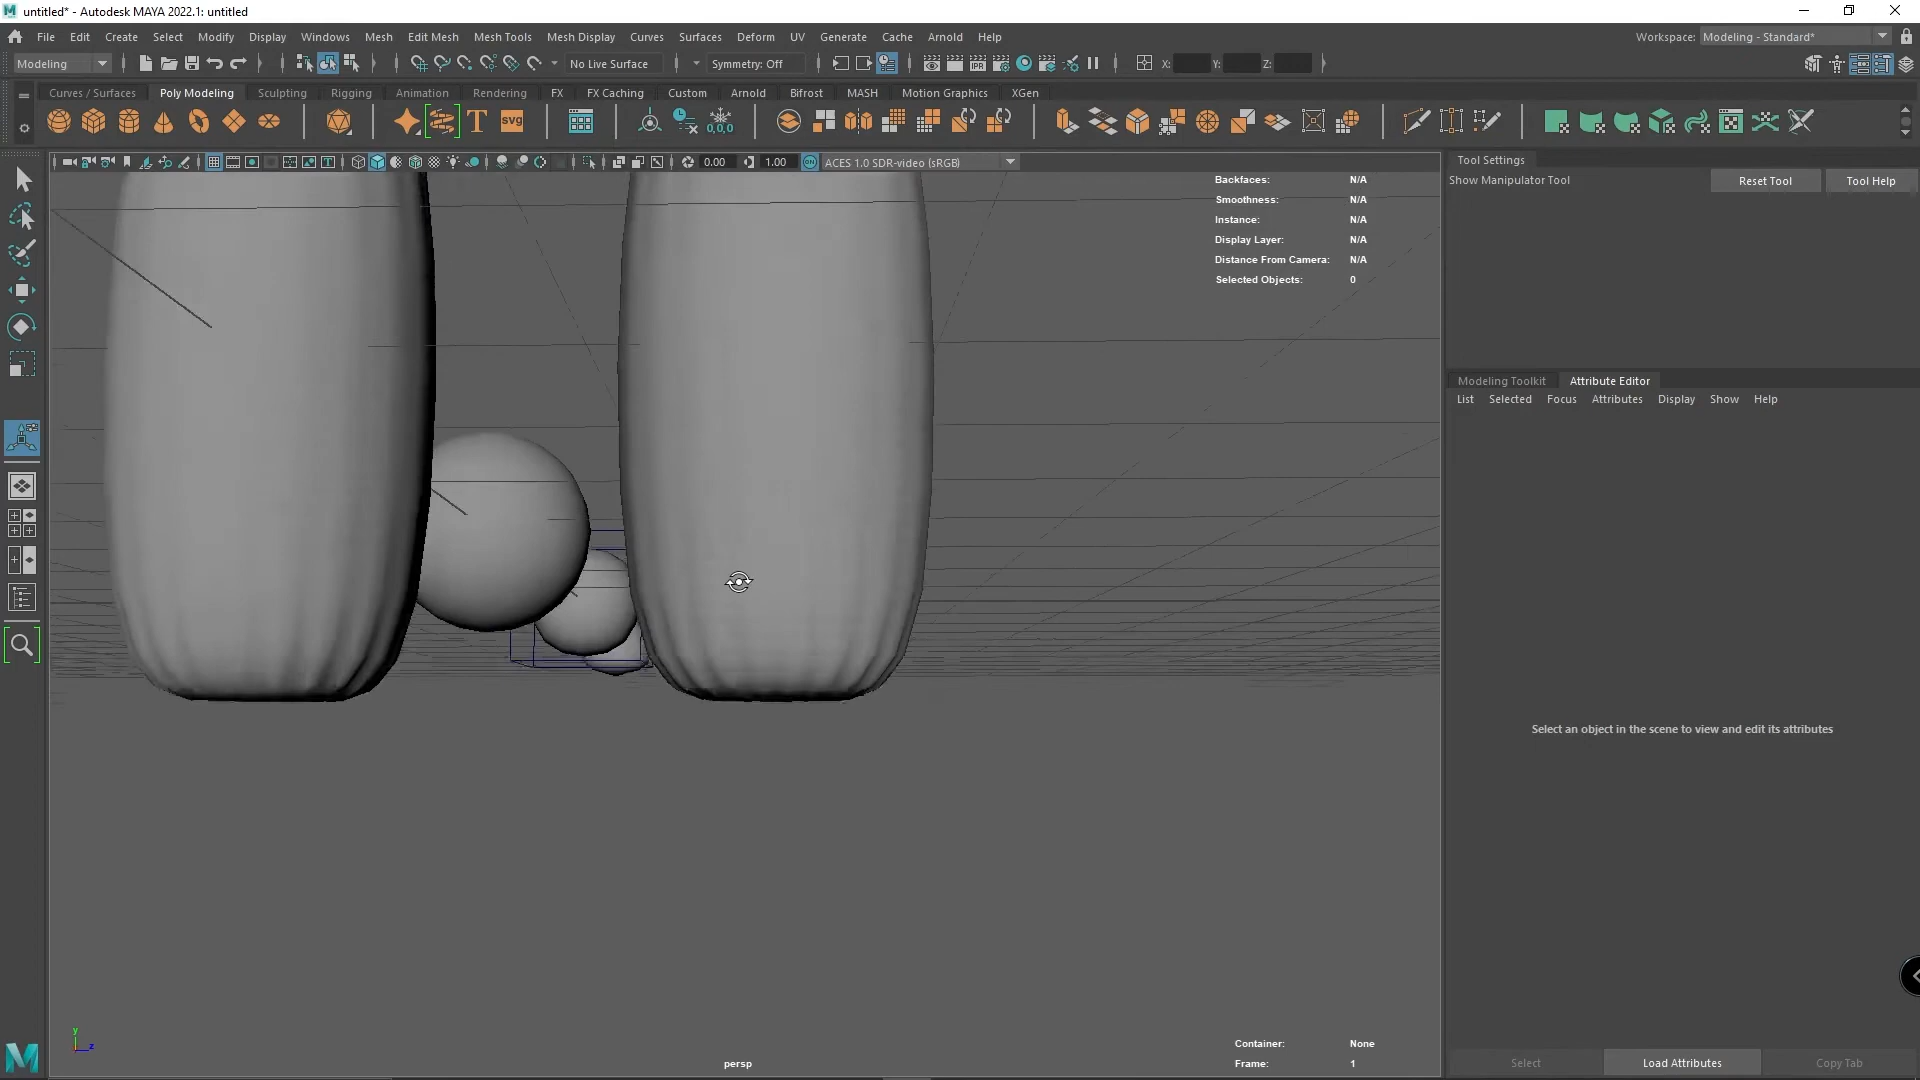 untitled* - Autodesk MAYA 2022.1: untitled
File Edit Create Select Modify Display Windows Mesh Edit Mesh Mesh Tools Mesh Display Curves Surfaces Deform UV Generate Cache Arnold Help Workspace: Modeling - Standard*
Modeling No Live Surface Symmetry: Off IPR X: Y: Z:
Curves / Surfaces Poly Modeling Sculpting Rigging Animation Rendering FX FX Caching Custom Arnold Bifrost MASH Motion Graphics XGen
T SVG 0,0,0
0.00 1.00 ACES 1.0 SDR-video (sRGB)
Tool Settings
Show Manipulator Tool Reset Tool Tool Help
Backfaces: N/A
Smoothness: N/A
Instance: N/A
Display Layer: N/A
Distance From Camera: N/A
Selected Objects: 0
Modeling Toolkit Attribute Editor
List Selected Focus Attributes Display Show Help
Select an object in the scene to view and edit its attributes
y
z
Container: None
persp
Frame: 1
Select Load Attributes Copy Tab
M